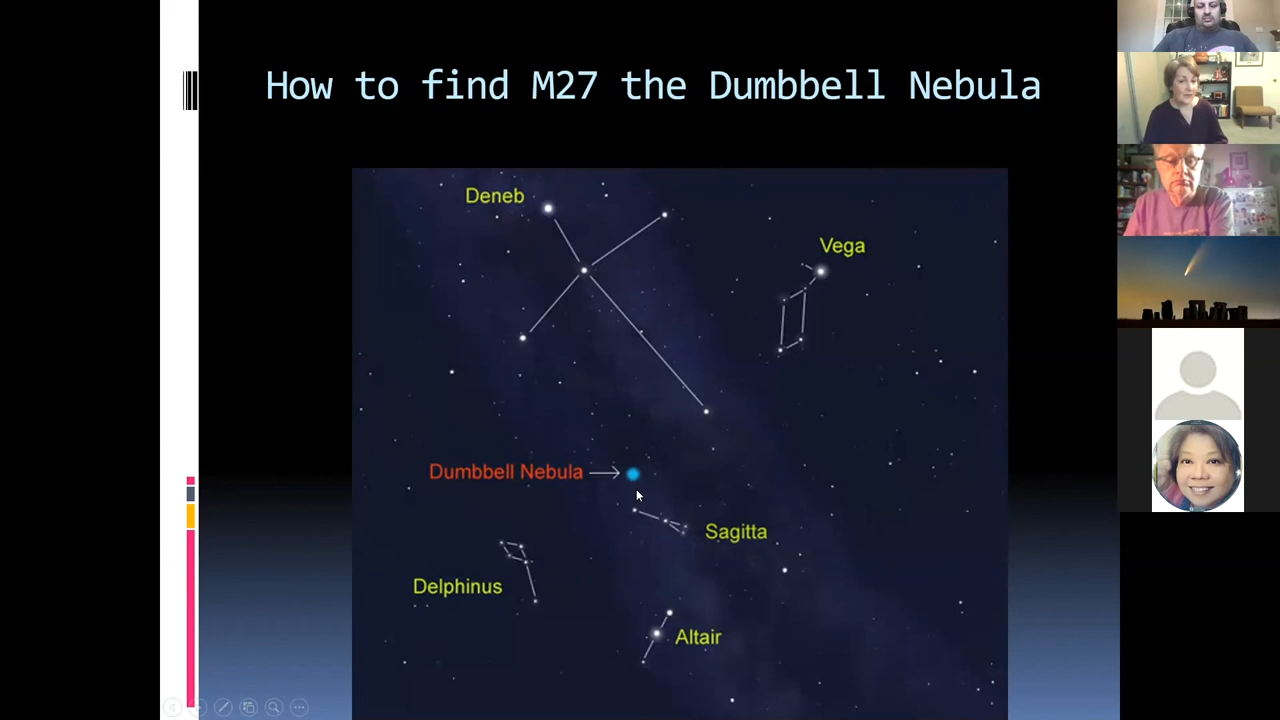 How to find M27 the Dumbbell Nebula
Deneb
Vega
Dumbbell Nebula
Sagitta
Delphinus
Altair